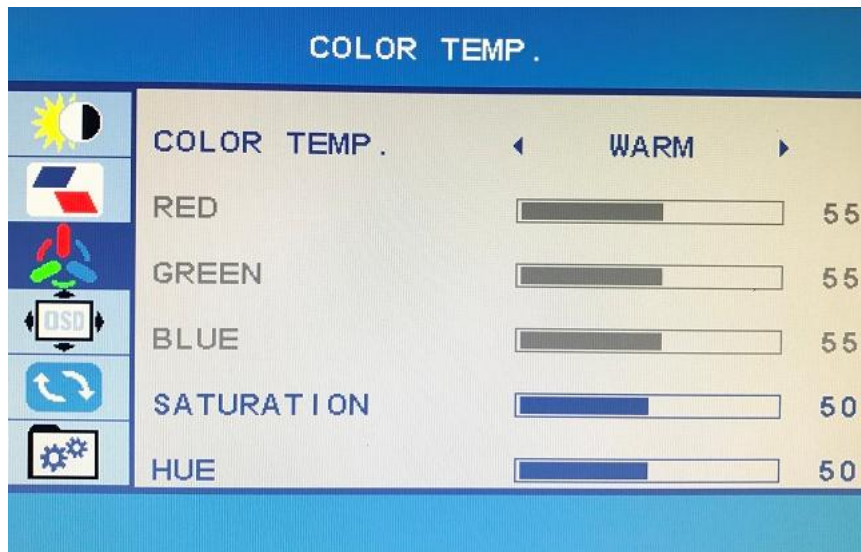 COLOR TEMP.
COLOR TEMP. WARM
RED 55
GREEN 55
OSD
BLUE 55
SATURATION 50
HUE 50